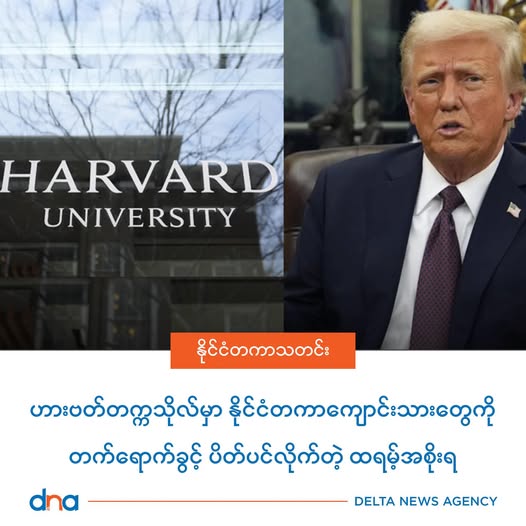 HARVARD
UNIVERSITY
နိုင်ငံတကာသတင်း
ဟားဗတ်တက္ကသိုလ်မှာ နိုင်ငံတကာကျောင်းသားတွေကို
တက်ရောက်ခွင့် ပိတ်ပင်လိုက်တဲ့ ထရမ့်အစိုးရ
dna
DELTA NEWS AGENCY